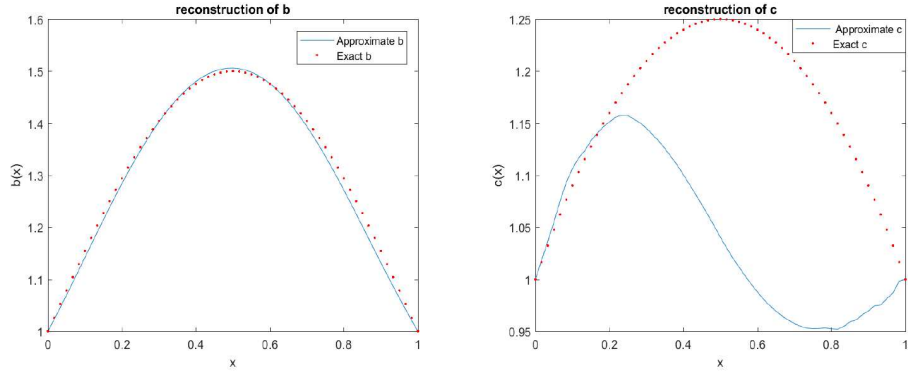 reconstruction of b
1.6
1.5
1.4
1.3
1.2
1.1
1
b(x)
Approximate b
Exact b
0 0.2 0.4 0.6 0.8 1
x
reconstruction of c
1.25
1.2
1.15
1.1
1.05
1
0.95
c(x)
Approximate c
Exact c
0 0.2 0.4 0.6 0.8 1
x